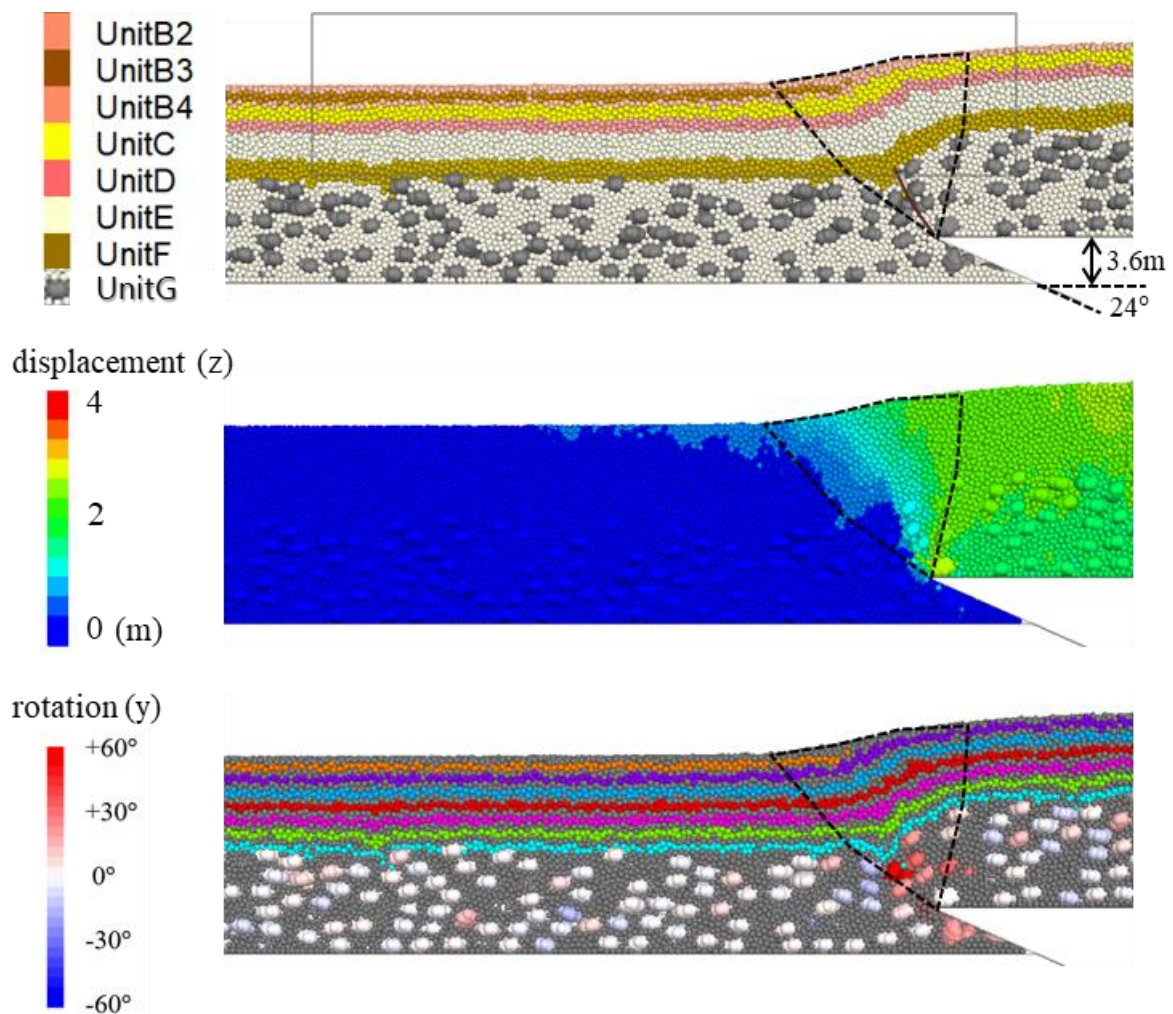 UnitB2
UnitB3
UnitB4
UnitC
UnitD
UnitE
UnitF
UnitG
3.6m
24°
displacement (z)
4
2
0 (m)
rotation (y)
+60°
+30°
0°
-30°
-60°